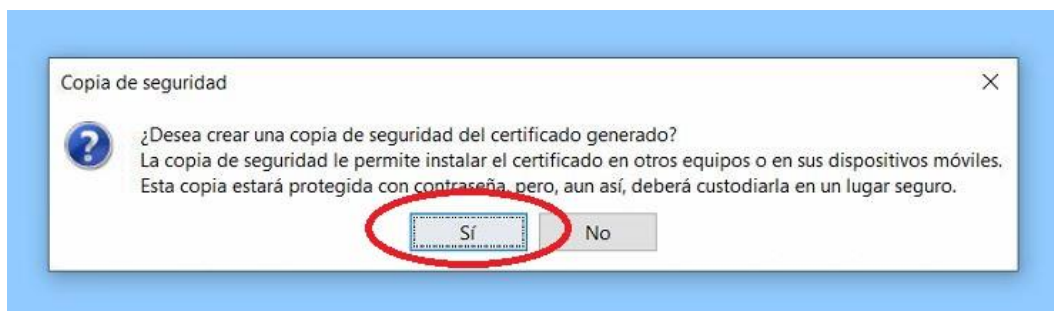 Copia de seguridad
¿Desea crear una copia de seguridad del certificado generado?
La copia de seguridad le permite instalar el certificado en otros equipos o en sus dispositivos móviles.
Esta copia estará protegida con contraseña, pero, aun así, deberá custodiarla en un lugar seguro.
Sí No